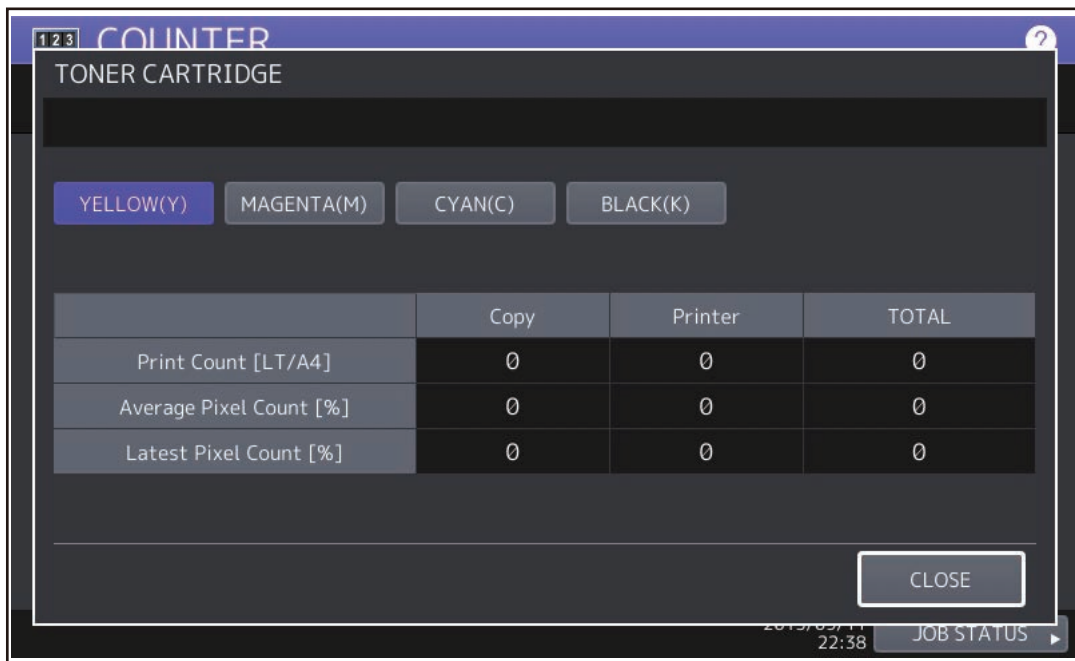 123 COUNTER ?
TONER CARTRIDGE
YELLOW(Y) MAGENTA(M) CYAN(C) BLACK(K)
Copy Printer TOTAL
Print Count [LT/A4] 0 0 0
Average Pixel Count [%] 0 0 0
Latest Pixel Count [%] 0 0 0
CLOSE
22:38 JOB STATUS